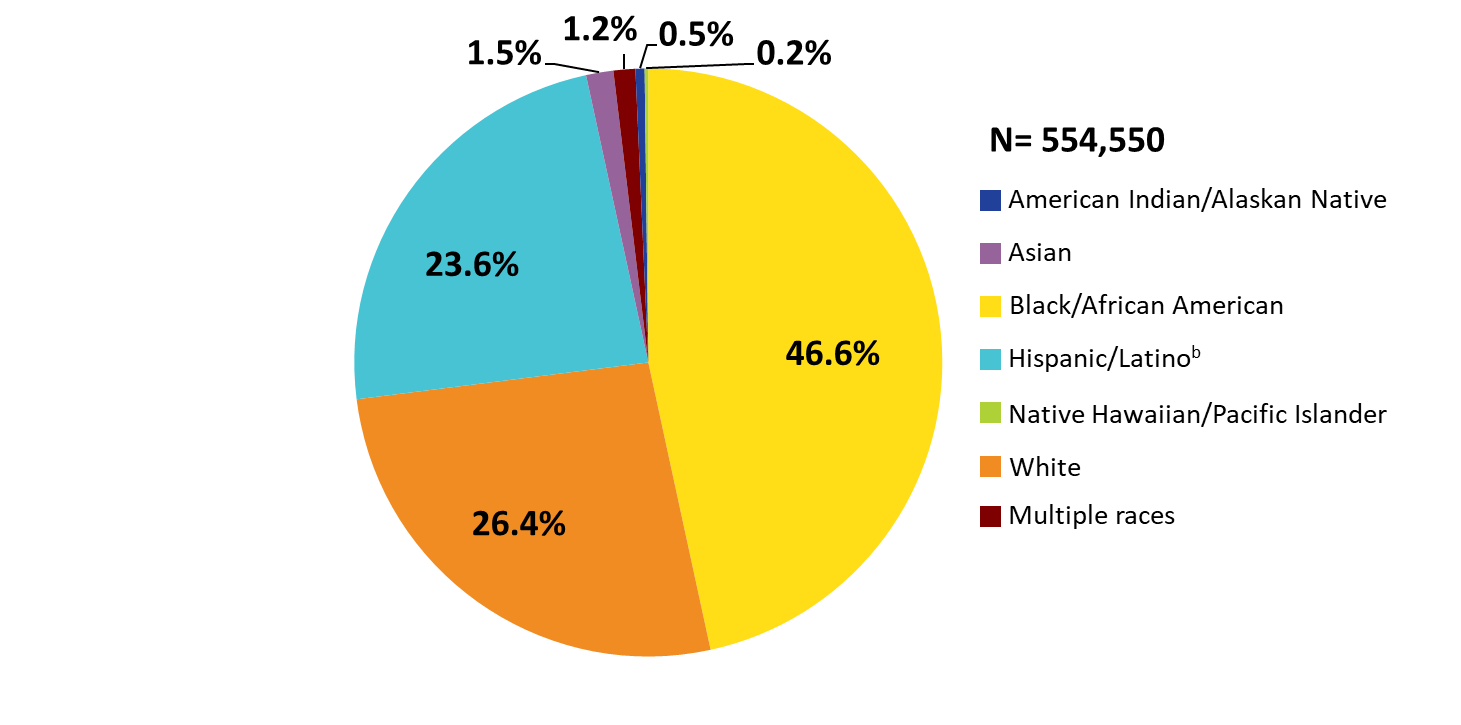 1.2%
0.5%
1.5%
0.2%
N= 554,550
American Indian/Alaskan Native
Asian
23.6%
Black/African American
46.6%
Hispanic/Latinoᵇ
Native Hawaiian/Pacific Islander
White
26.4%
Multiple races